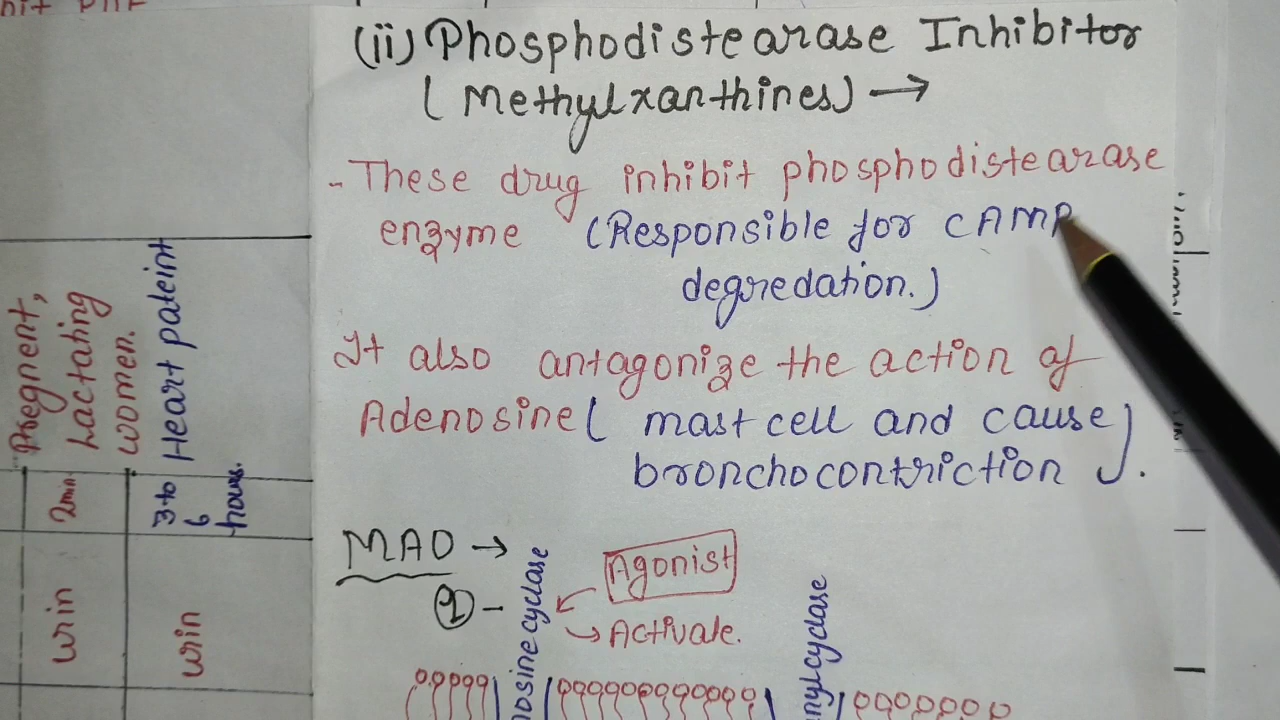 (ii) Phosphodistearase Inhibitor
(Methylxanthines) →
- These drug inhibit phosphodistearase
enzyme (Responsible for cAMP
degredation.)
It also antagonize the action of
Adenosine ( mast cell and cause
bronchocontriction ).
MAO →
Agonist
→ Activate.
Pregnent,
Lactating
women.
Heart pateint
2min
3 to
6
hours.
win
win